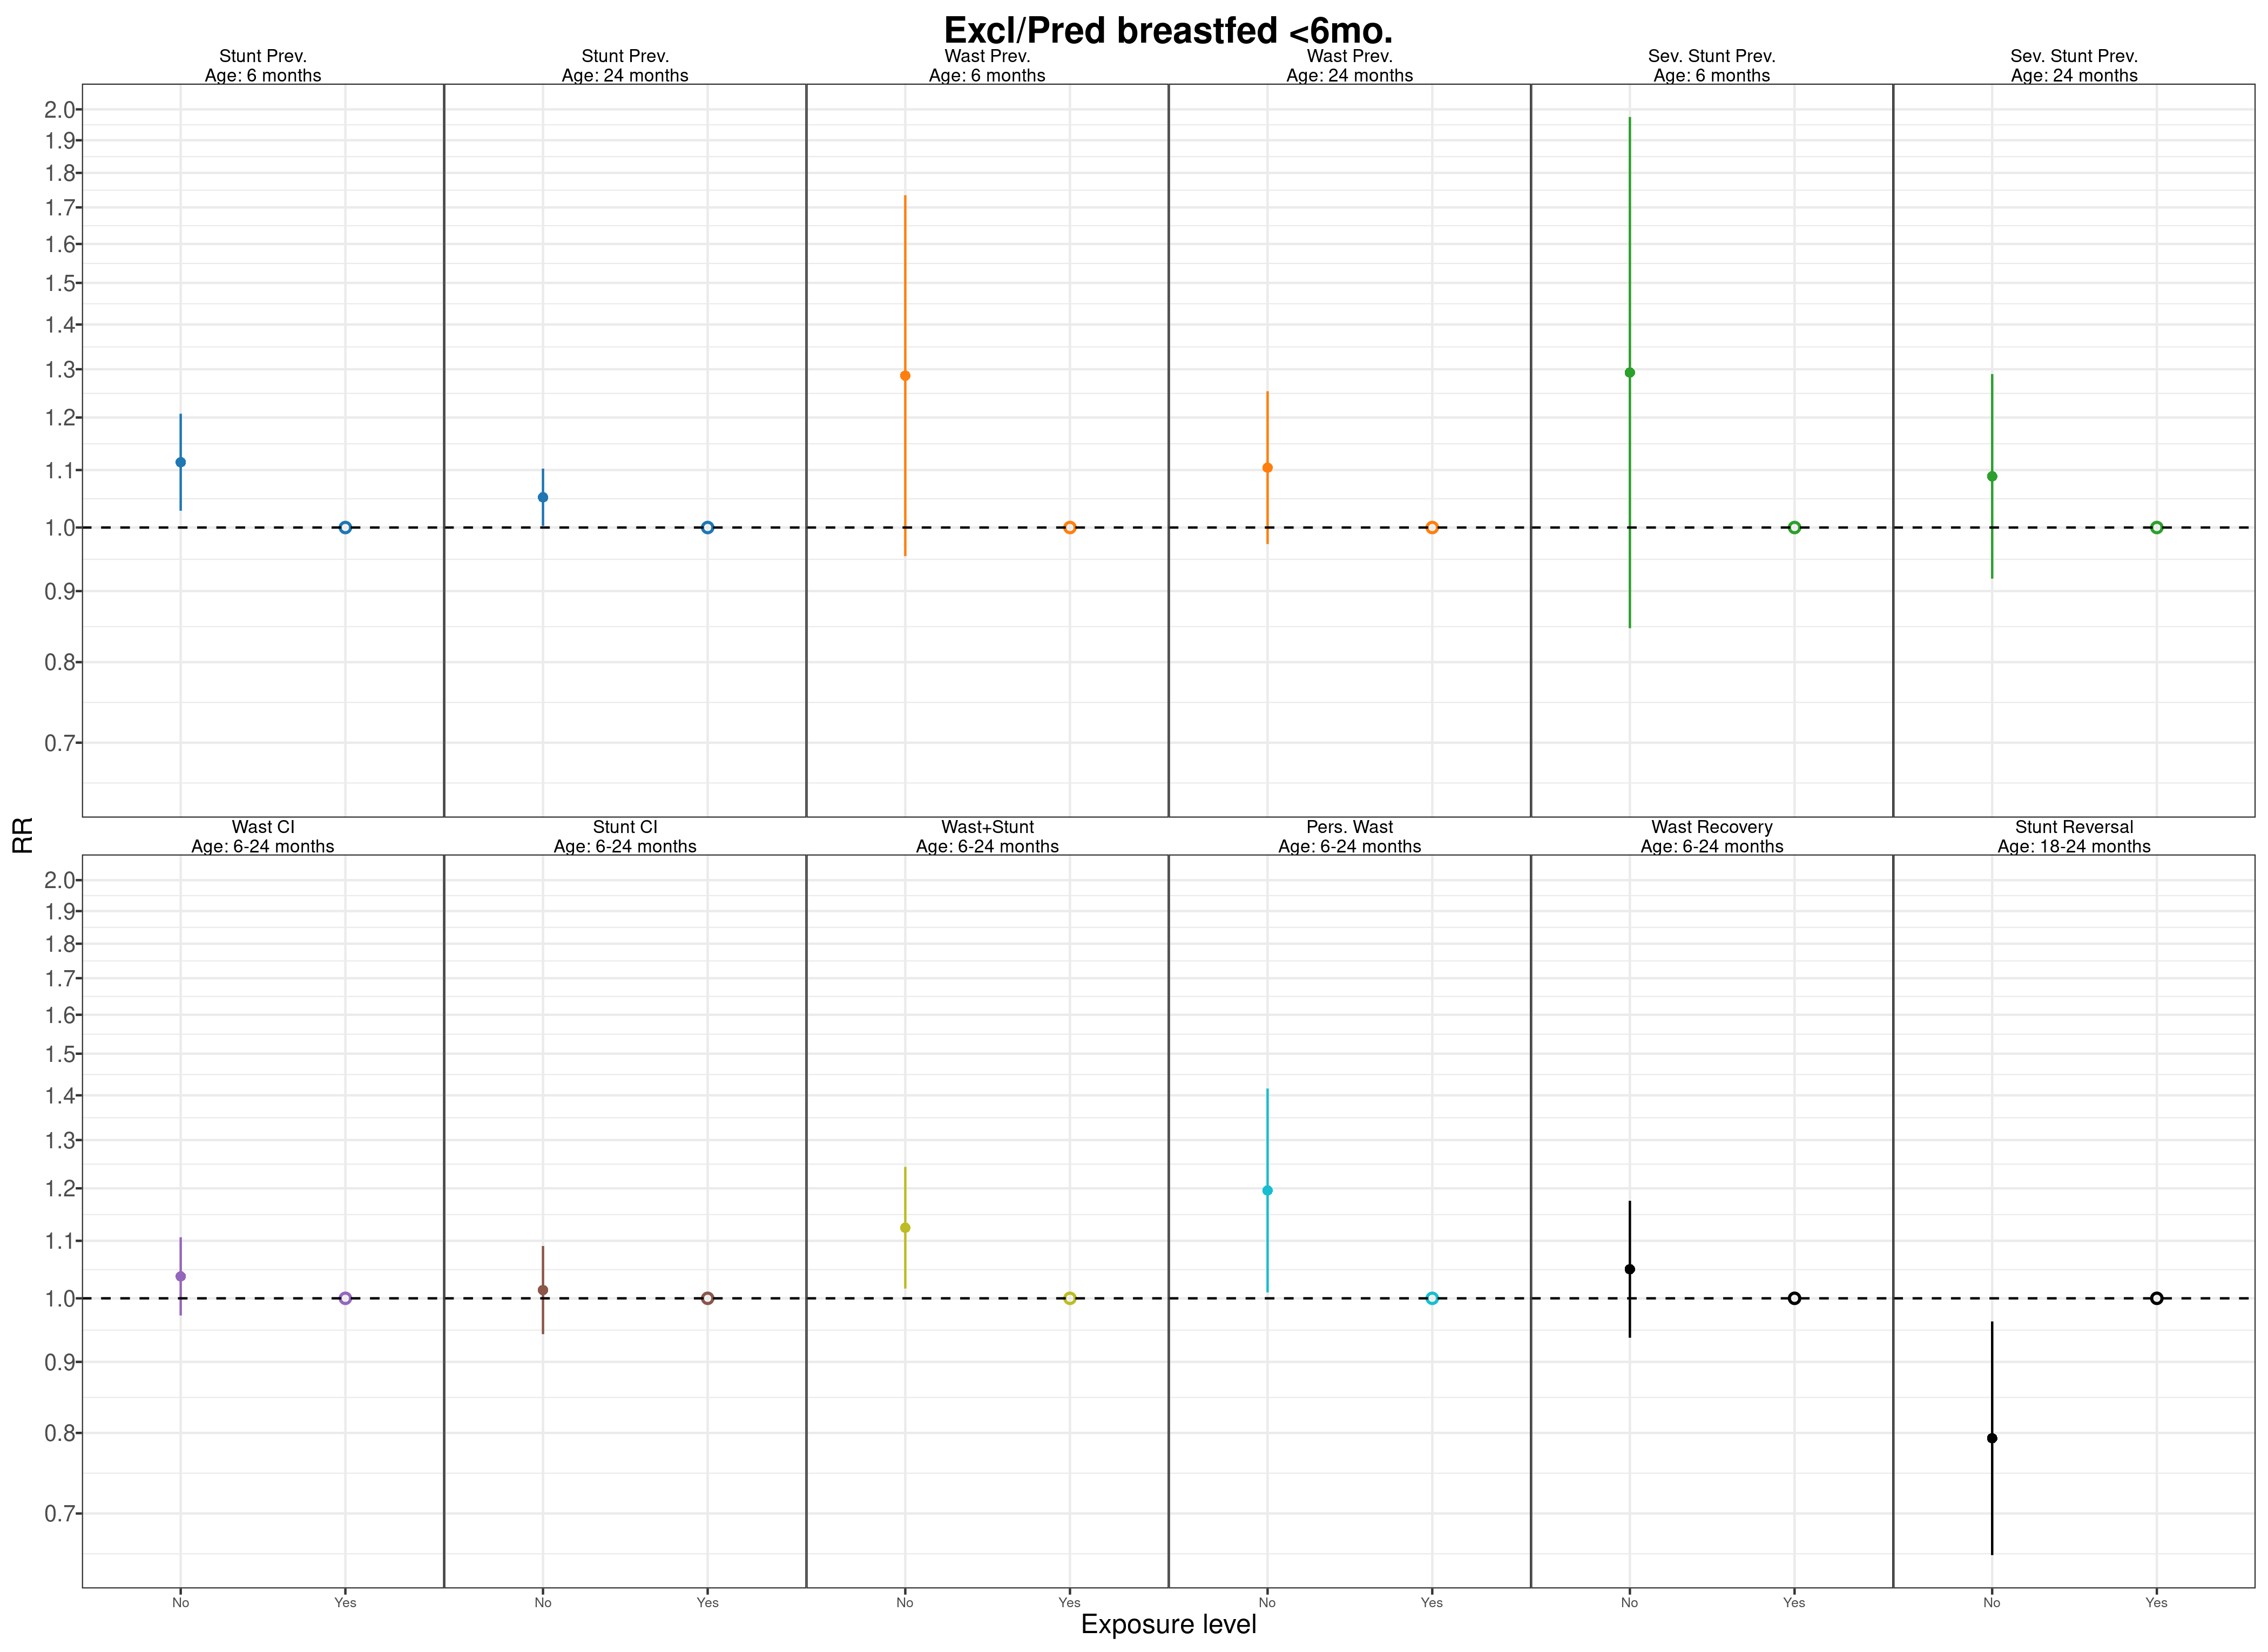 Excl/Pred breastfed <6mo.
Stunt Prev.
Age: 6 months
Stunt Prev.
Age: 24 months
Wast Prev.
Age: 6 months
Wast Prev.
Age: 24 months
Sev. Stunt Prev.
Age: 6 months
Sev. Stunt Prev.
Age: 24 months
2.0
1.9
1.8
1.7
1.6
1.5
1.4
1.3
1.2
1.1
1.0
0.9
0.8
0.7
RR
Wast CI
Age: 6-24 months
Stunt CI
Age: 6-24 months
Wast+Stunt
Age: 6-24 months
Pers. Wast
Age: 6-24 months
Wast Recovery
Age: 6-24 months
Stunt Reversal
Age: 18-24 months
2.0
1.9
1.8
1.7
1.6
1.5
1.4
1.3
1.2
1.1
1.0
0.9
0.8
0.7
No Yes No Yes No Yes No Yes No Yes No Yes
Exposure level